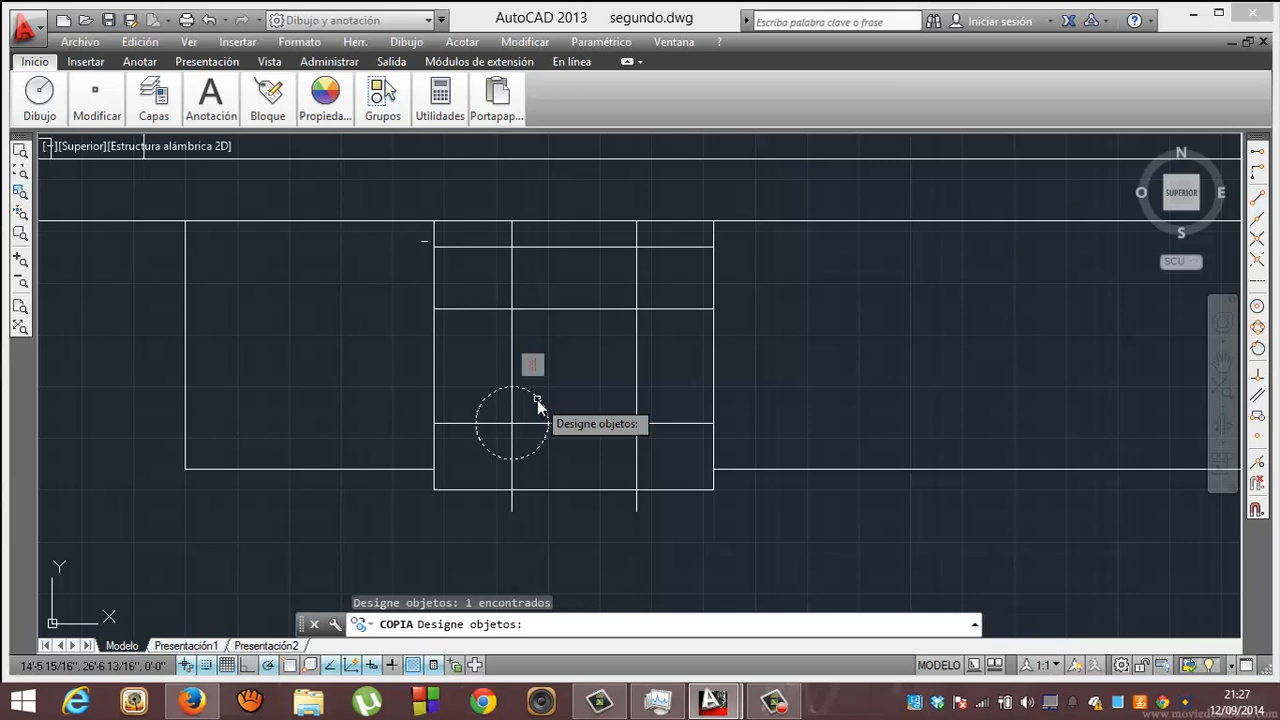 Dibujo y anotación
AutoCAD 2013 segundo.dwg
Escriba palabra clave o frase
Iniciar sesión
?
Archivo Edición Ver Insertar Formato Herr. Dibujo Acotar Modificar Paramétrico Ventana ?
Inicio Insertar Anotar Presentación Vista Administrar Salida Módulos de extensión En línea
A
Dibujo Modificar Capas Anotación Bloque Propieda... Grupos Utilidades Portapap...
[−][Superior][Estructura alámbrica 2D]
N
O SUPERIOR E
S
SCU
Designe objetos:
Y
X
Designe objetos: 1 encontrados
COPIA Designe objetos:
Modelo Presentación1 Presentación2
14'-5 15/16", 26'-6 13/16", 0'-0"
MODELO
1:1
21:27
12/09/2014